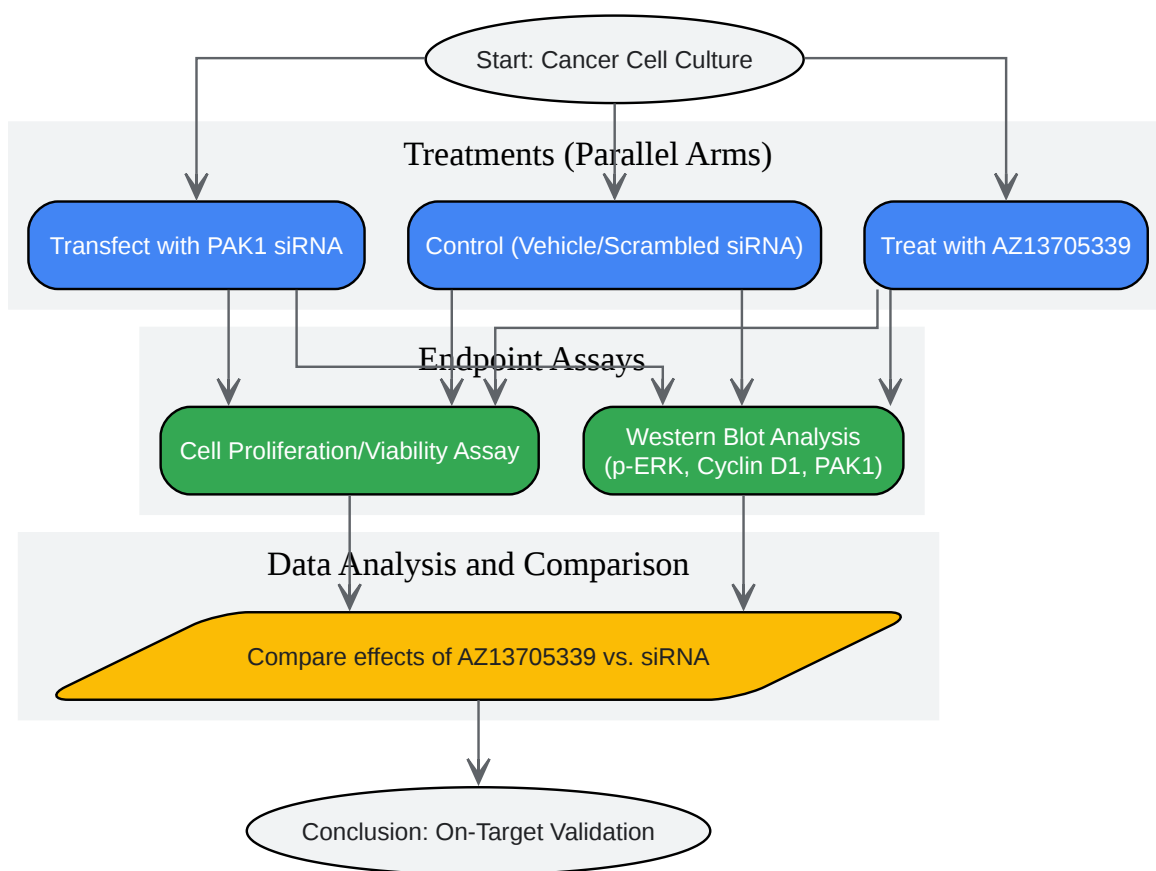 Start: Cancer Cell Culture
Treatments (Parallel Arms)
Transfect with PAK1 siRNA
Control (Vehicle/Scrambled siRNA)
Treat with AZ13705339
Endpoint Assays
Cell Proliferation/Viability Assay
Western Blot Analysis
(p-ERK, Cyclin D1, PAK1)
Data Analysis and Comparison
Compare effects of AZ13705339 vs. siRNA
Conclusion: On-Target Validation